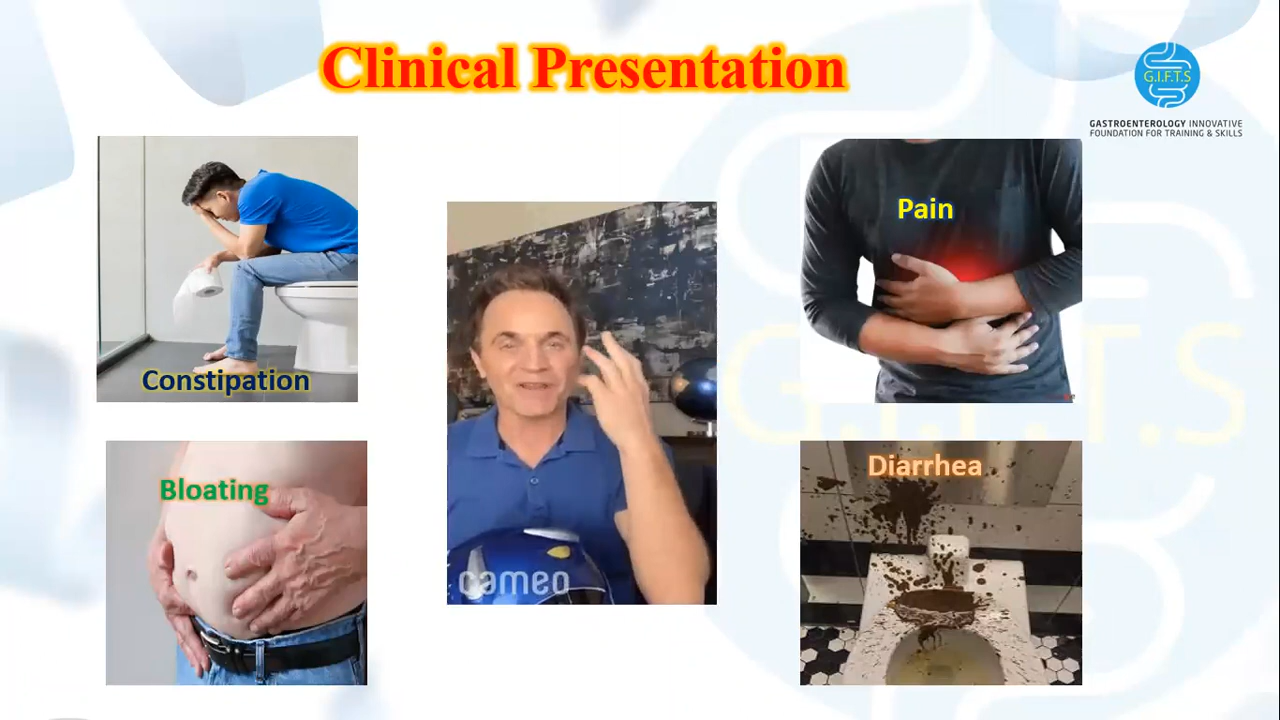 Clinical Presentation
G.I.F.T.S
GASTROENTEROLOGY INNOVATIVE
FOUNDATION FOR TRAINING & SKILLS
Constipation
Pain
G.I.F.T.S
Bloating
Diarrhea
cameo